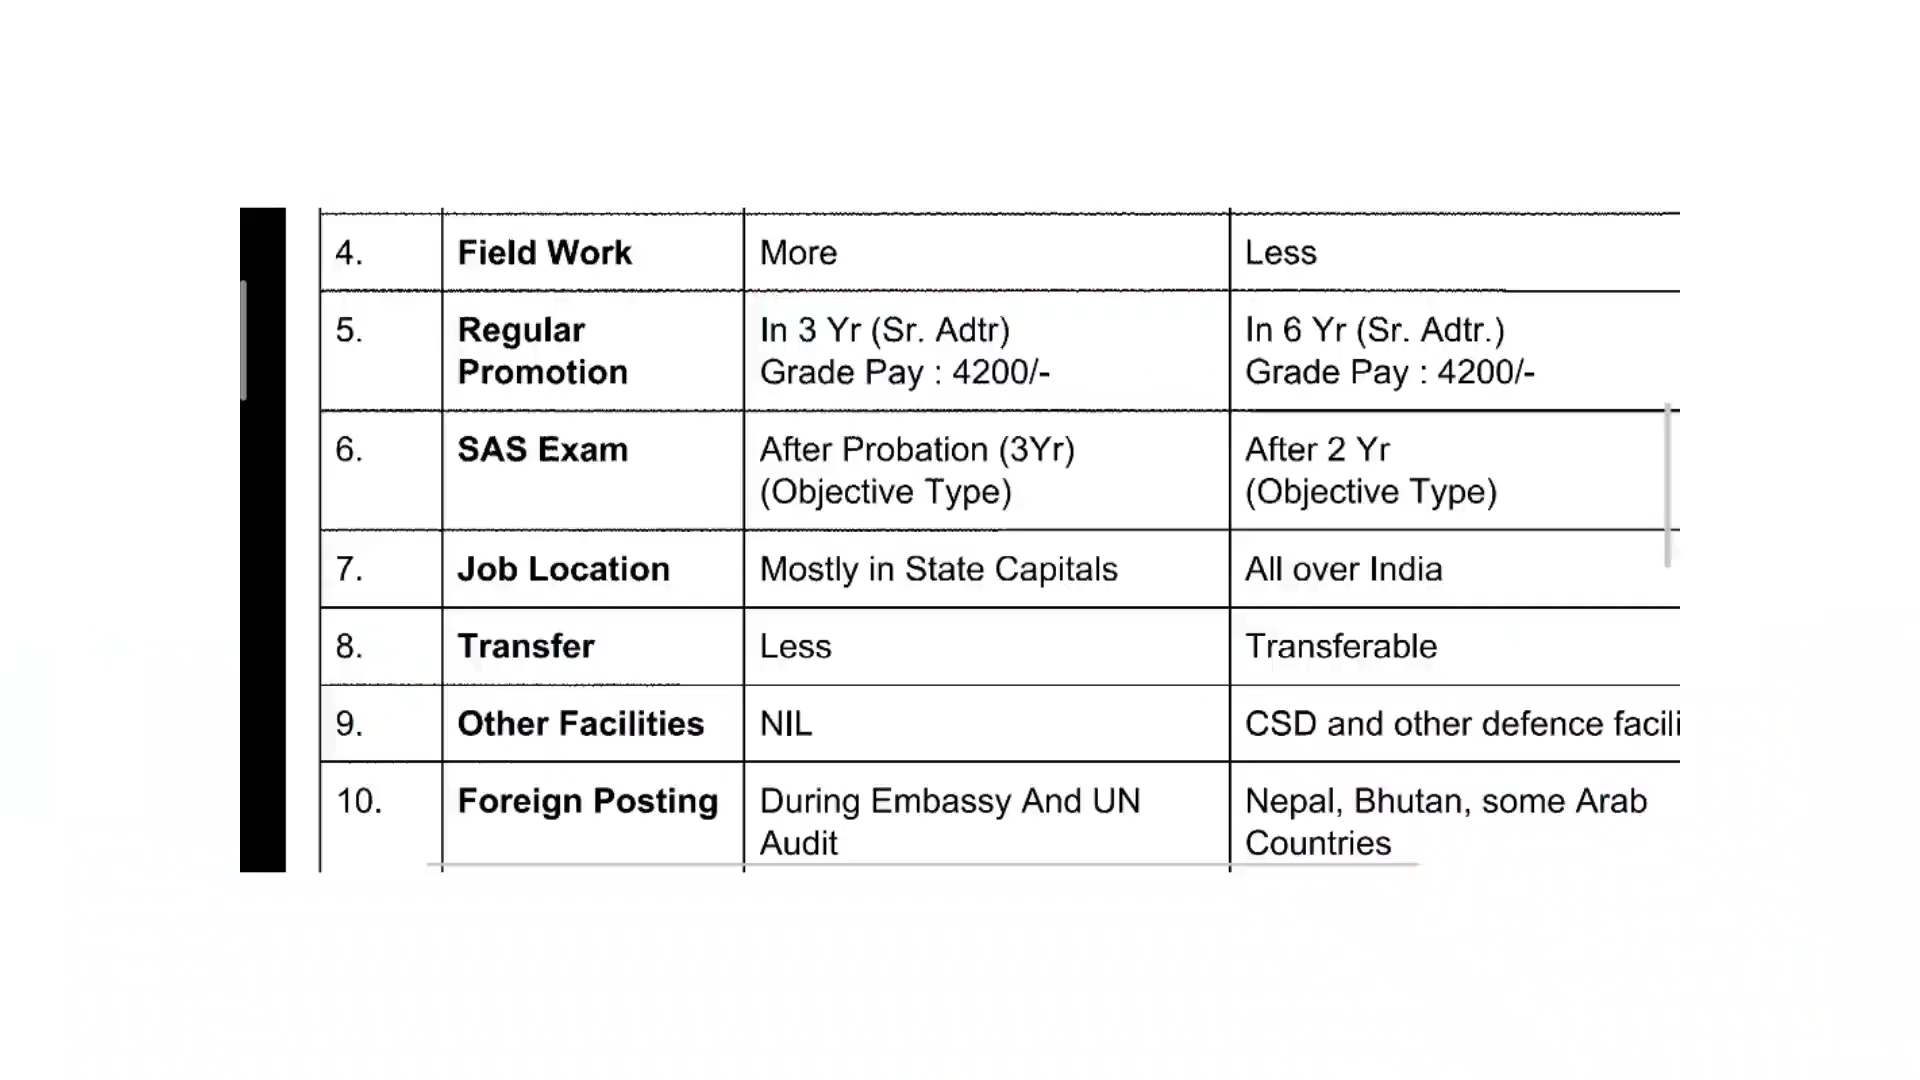 4. Field Work More Less
5. Regular Promotion In 3 Yr (Sr. Adtr) Grade Pay : 4200/- In 6 Yr (Sr. Adtr.) Grade Pay : 4200/-
6. SAS Exam After Probation (3Yr) (Objective Type) After 2 Yr (Objective Type)
7. Job Location Mostly in State Capitals All over India
8. Transfer Less Transferable
9. Other Facilities NIL CSD and other defence facili
10. Foreign Posting During Embassy And UN Audit Nepal, Bhutan, some Arab Countries